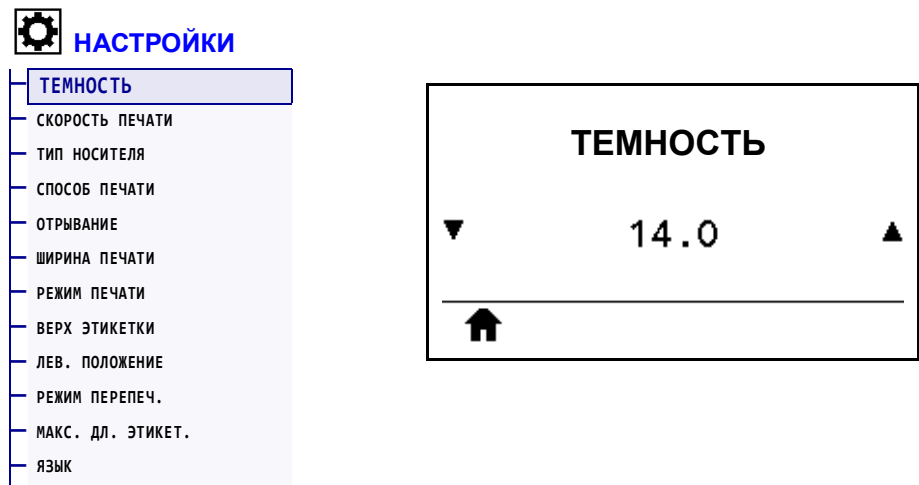 НАСТРОЙКИ
ТЕМНОСТЬ
СКОРОСТЬ ПЕЧАТИ
ТИП НОСИТЕЛЯ
СПОСОБ ПЕЧАТИ
ОТРЫВАНИЕ
ШИРИНА ПЕЧАТИ
РЕЖИМ ПЕЧАТИ
ВЕРХ ЭТИКЕТКИ
ЛЕВ. ПОЛОЖЕНИЕ
РЕЖИМ ПЕРЕПЕЧ.
МАКС. ДЛ. ЭТИКЕТ.
ЯЗЫК
ТЕМНОСТЬ
14.0